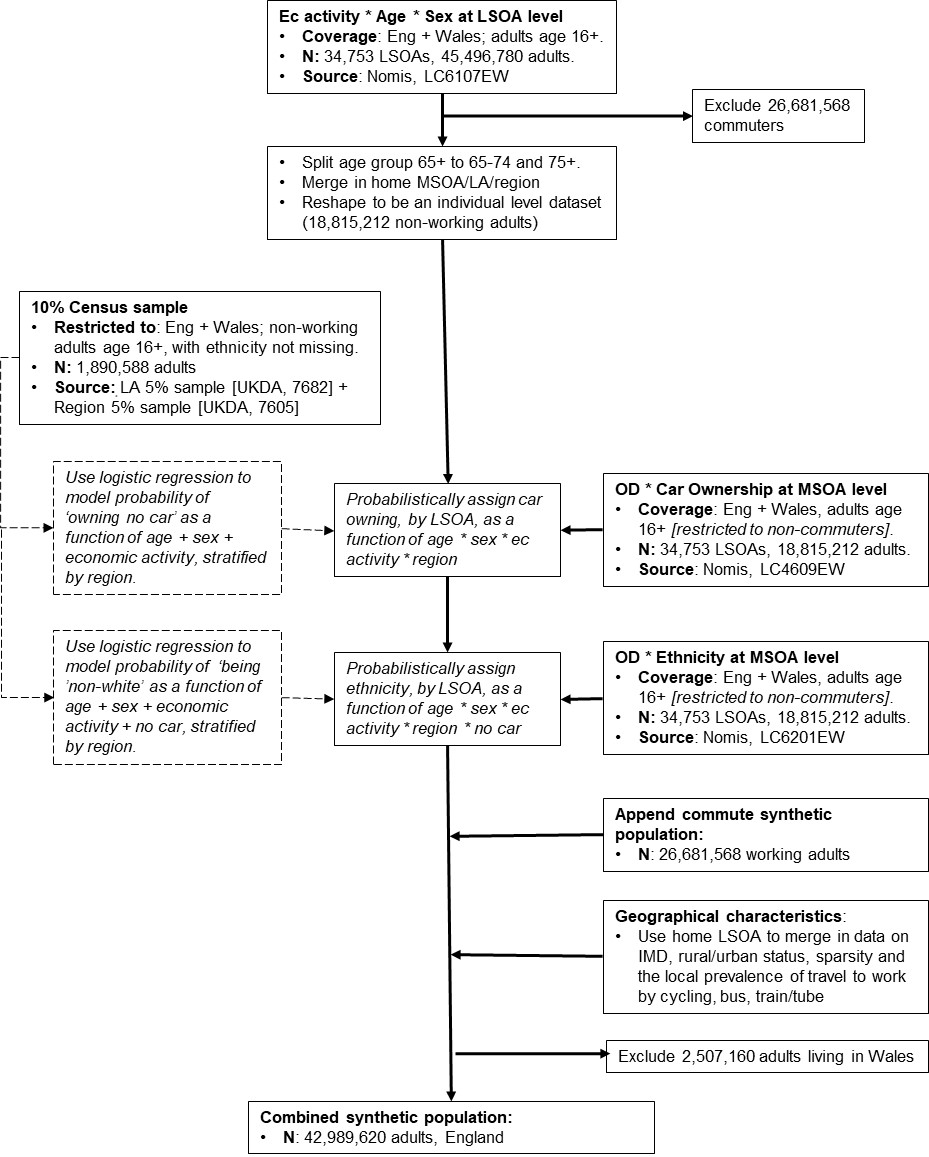 Ec activity * Age * Sex at LSOA level
• Coverage: Eng + Wales; adults age 16+.
• N: 34,753 LSOAs, 45,496,780 adults.
• Source: Nomis, LC6107EW
Exclude 26,681,568
commuters
• Split age group 65+ to 65-74 and 75+.
• Merge in home MSOA/LA/region
• Reshape to be an individual level dataset
(18,815,212 non-working adults)
10% Census sample
• Restricted to: Eng + Wales; non-working
adults age 16+, with ethnicity not missing.
• N: 1,890,588 adults
• Source: LA 5% sample [UKDA, 7682] +
Region 5% sample [UKDA, 7605]
Use logistic regression to
model probability of
‘owning no car’ as a
function of age + sex +
economic activity, stratified
by region.
Probabilistically assign car
owning, by LSOA, as a
function of age * sex * ec
activity * region
OD * Car Ownership at MSOA level
• Coverage: Eng + Wales, adults age
16+ [restricted to non-commuters].
• N: 34,753 LSOAs, 18,815,212 adults.
• Source: Nomis, LC4609EW
Use logistic regression to
model probability of ‘being
’non-white’ as a function of
age + sex + economic
activity + no car, stratified
by region.
Probabilistically assign
ethnicity, by LSOA, as a
function of age * sex * ec
activity * region * no car
OD * Ethnicity at MSOA level
• Coverage: Eng + Wales, adults age
16+ [restricted to non-commuters].
• N: 34,753 LSOAs, 18,815,212 adults.
• Source: Nomis, LC6201EW
Append commute synthetic
population:
• N: 26,681,568 working adults
Geographical characteristics:
• Use home LSOA to merge in data on
IMD, rural/urban status, sparsity and
the local prevalence of travel to work
by cycling, bus, train/tube
Exclude 2,507,160 adults living in Wales
Combined synthetic population:
• N: 42,989,620 adults, England